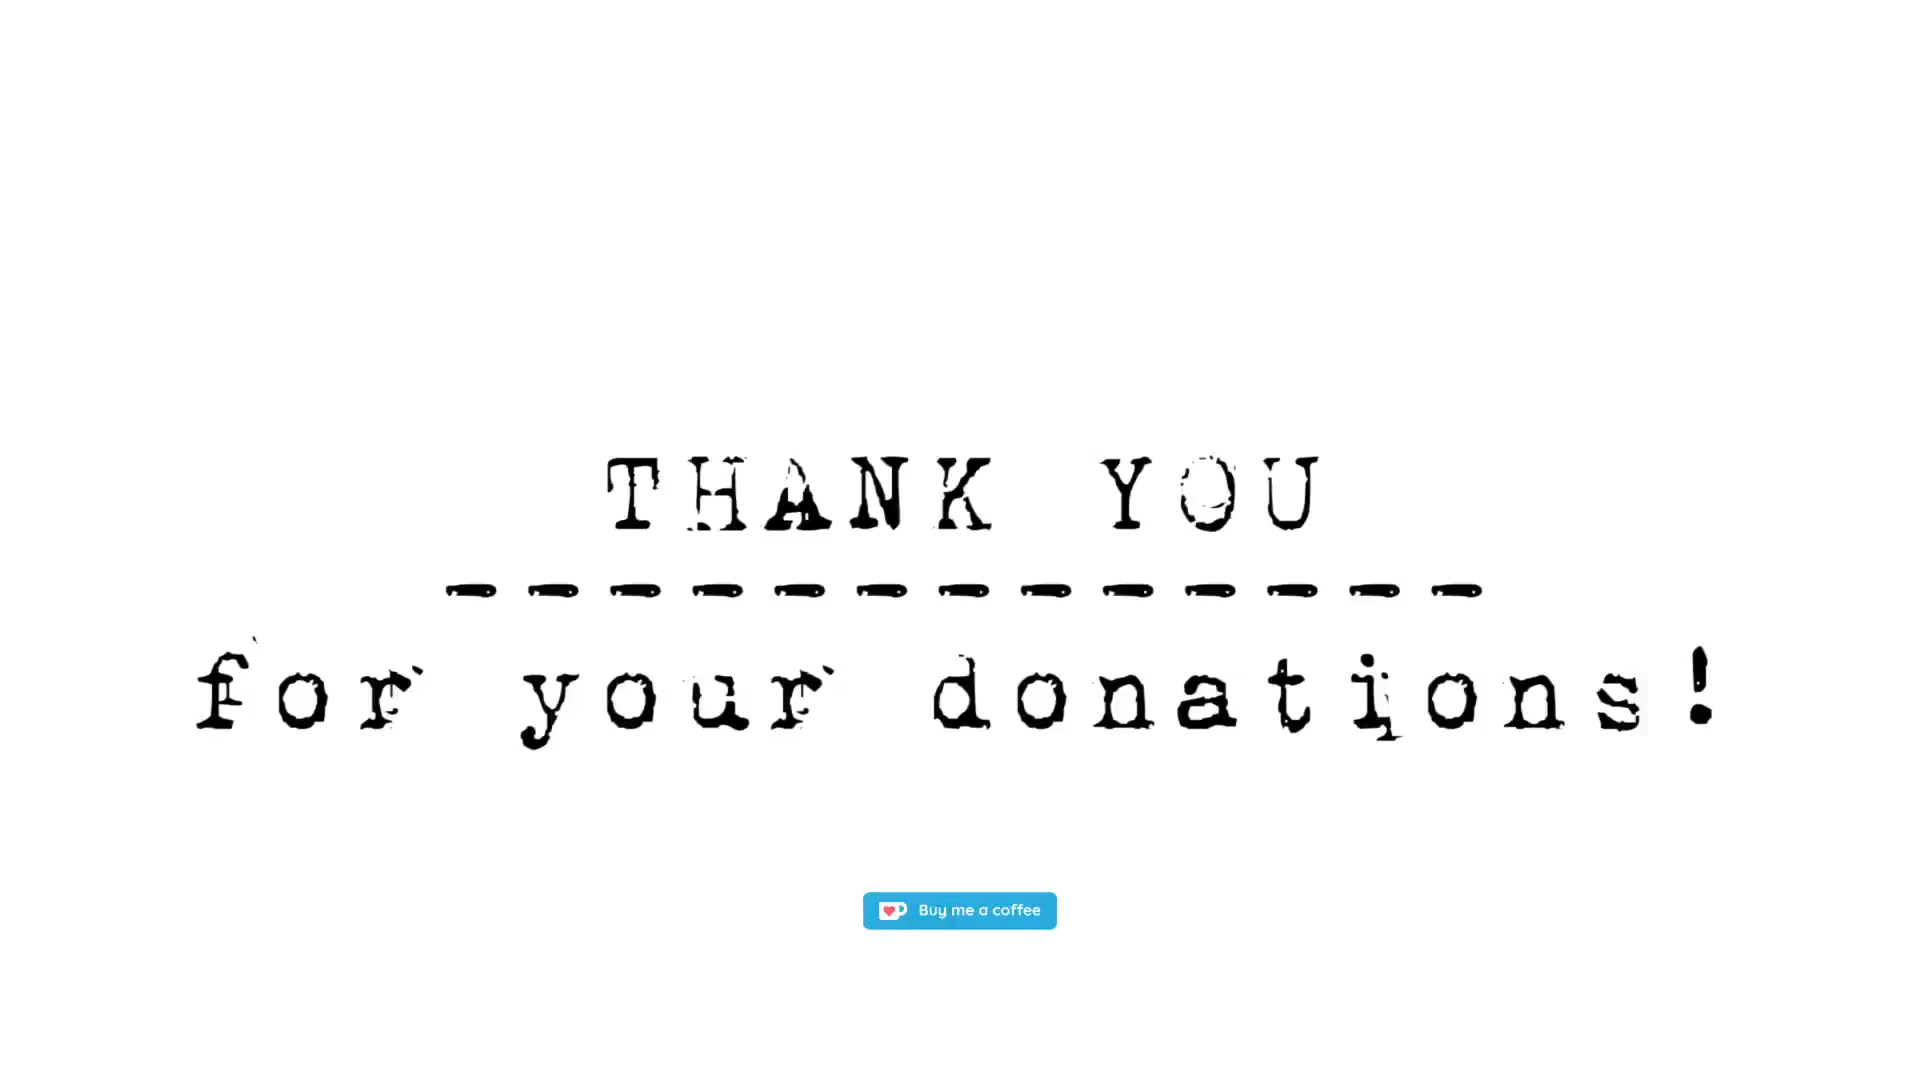 THANK YOU
-------------
for your donations!
Buy me a coffee